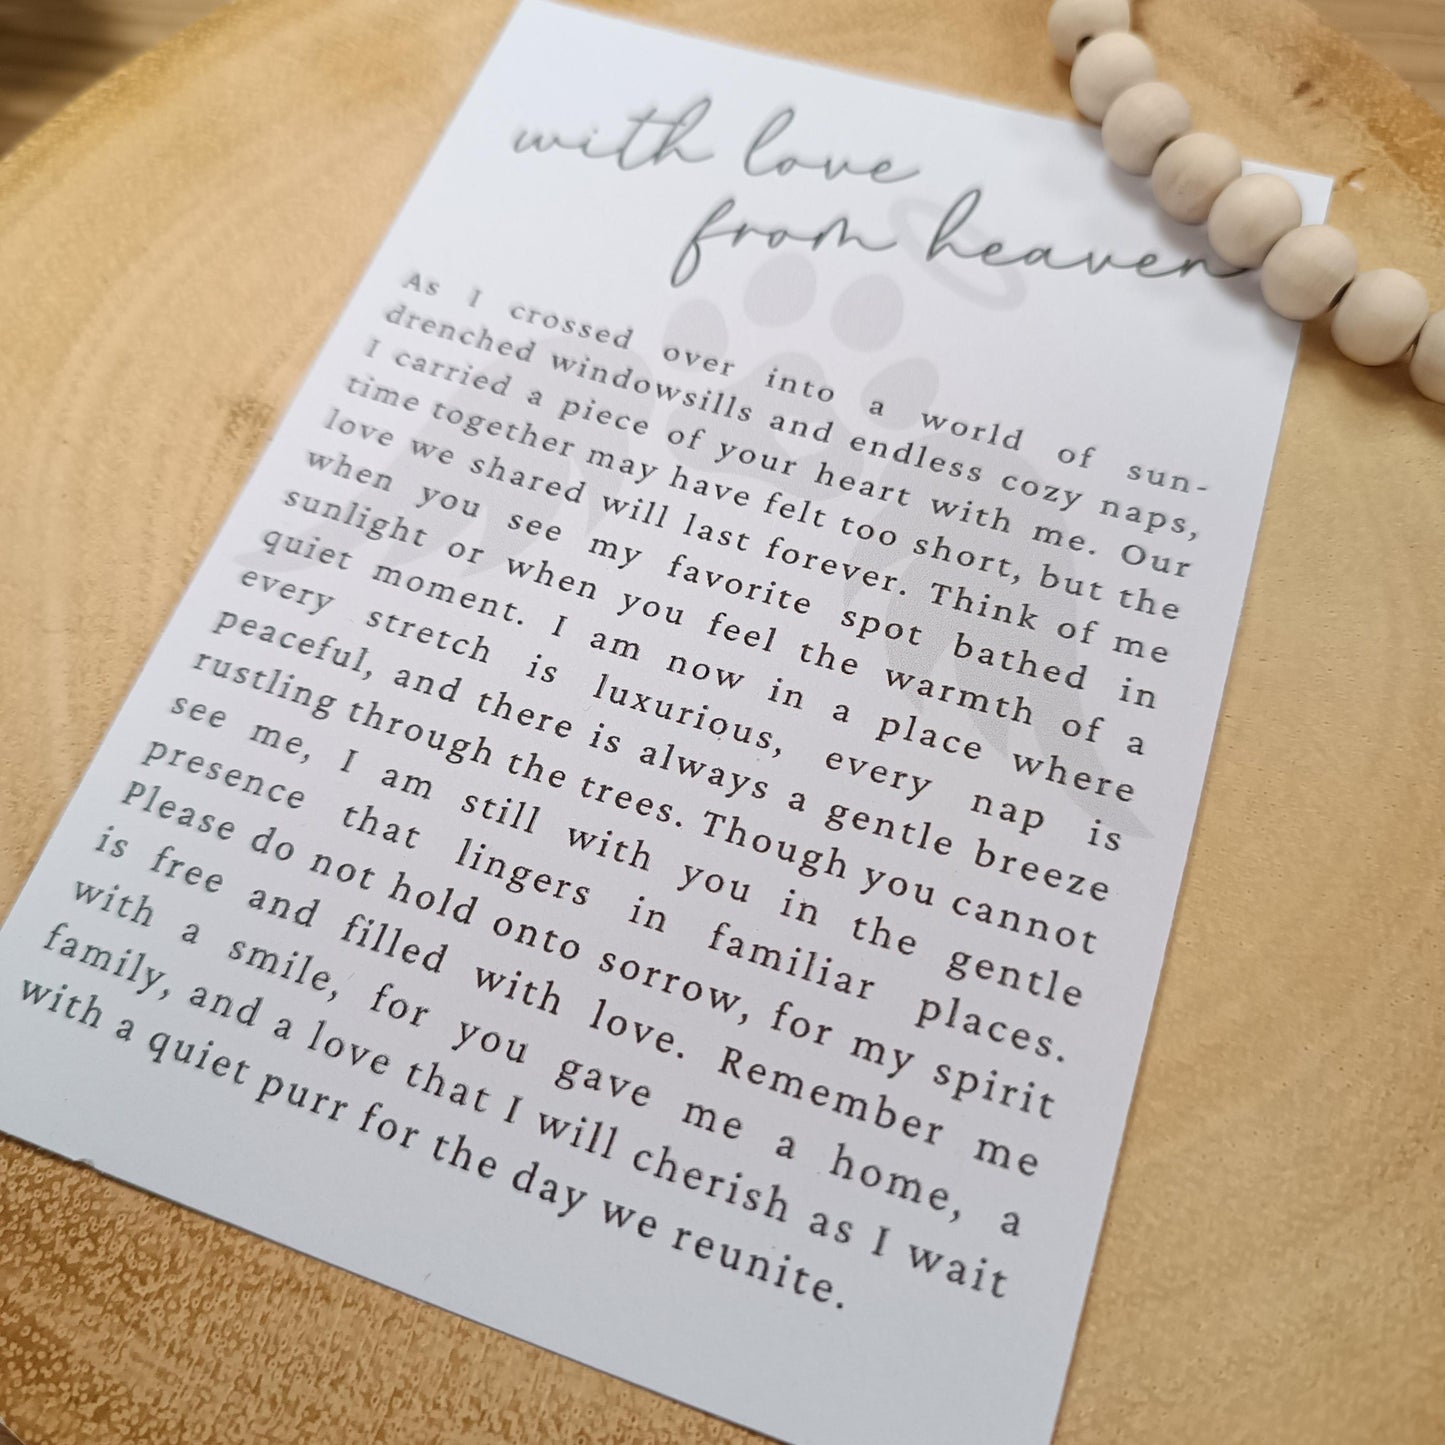 with love
from heaven
As I crossed over into a world of sun-
drenched windowsills and endless cozy naps,
I carried a piece of your heart with me. Our
time together may have felt too short, but the
love we shared will last forever. Think of me
when you see my favorite spot bathed in
sunlight or when you feel the warmth of a
quiet moment. I am now in a place where
every stretch is luxurious, every nap is
peaceful, and there is always a gentle breeze
rustling through the trees. Though you cannot
see me, I am still with you in the gentle
presence that lingers in familiar places.
Please do not hold onto sorrow, for my spirit
is free and filled with love. Remember me
with a smile, for you gave me a home, a
family, and a love that I will cherish as I wait
with a quiet purr for the day we reunite.